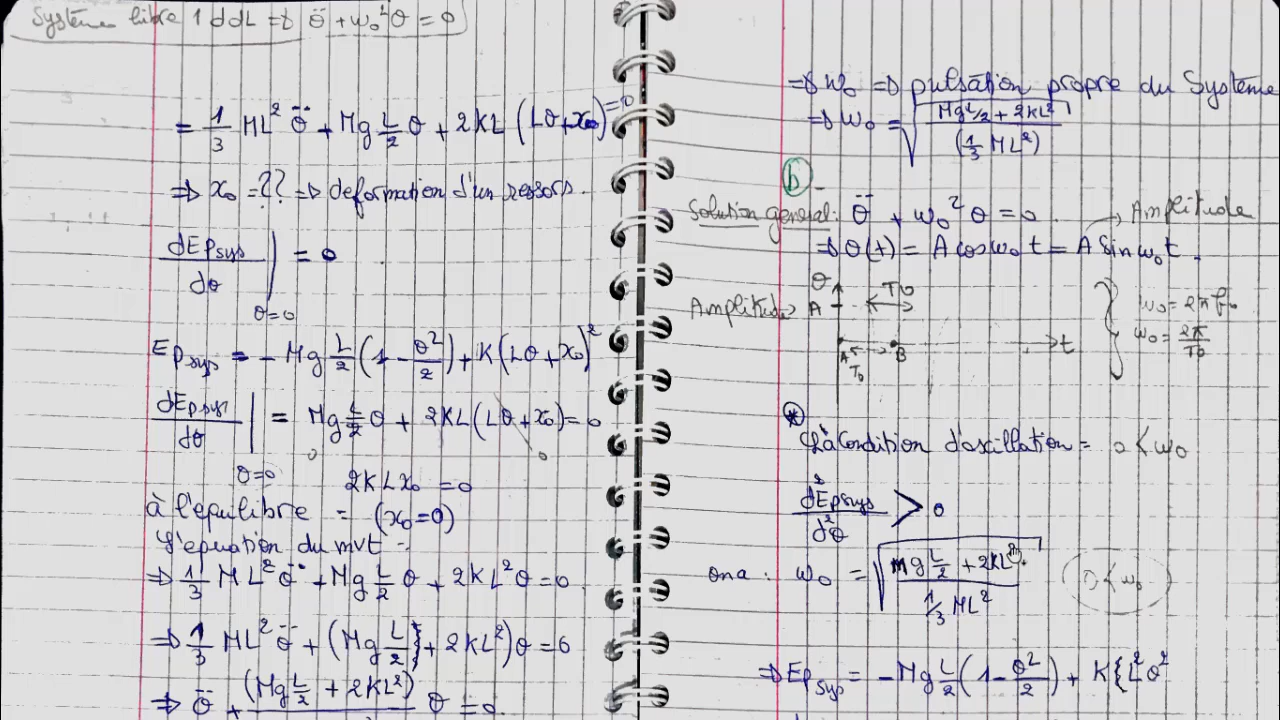 Système libre 1 ddL => θ̈ + ω₀²θ = 0
= 1/3 ML² θ̈ + Mg L/2 θ + 2KL (Lθ + x₀) = 0
=> x₀ = ?? => deformation d'un ressors.
dEpsys/dθ | θ=0 = 0
Epsys = - Mg L/2 (1 - θ²/2) + K(Lθ + x₀)²
dEpsys/dθ | θ=0 = Mg L/2 θ + 2KL(Lθ + x₀) = 0
2KLx₀ = 0
à l'equilibre = (x₀ = 0)
L'equation du mvt =
=> 1/3 ML² θ̈ + Mg L/2 θ + 2KL²θ = 0
=> 1/3 ML² θ̈ + (Mg L/2 + 2KL²)θ = 0
=> θ̈ + (Mg L/2 + 2KL²) θ = 0
=> ω₀ => pulsation propre du Système
=> ω₀ = √(MgL/2 + 2KL² / (1/3 ML²))
b
Solution general: θ̈ + ω₀²θ = 0 → Amplitude
=> θ(t) = A cos ω₀t = A Sin ω₀t.
θ
Amplitude → A T₀
A T₀ B t
ω₀ = 2πf₀
ω₀ = 2π/T₀
* La Condition d'oscillation = 0 < ω₀
d²Epsys/d²θ > 0
ona : ω₀ = √(mg L/2 + 2KL² / 1/3 ML²) 0 < ω₀
=> Epsys = - Mg L/2 (1 - θ²/2) + K{L²θ²